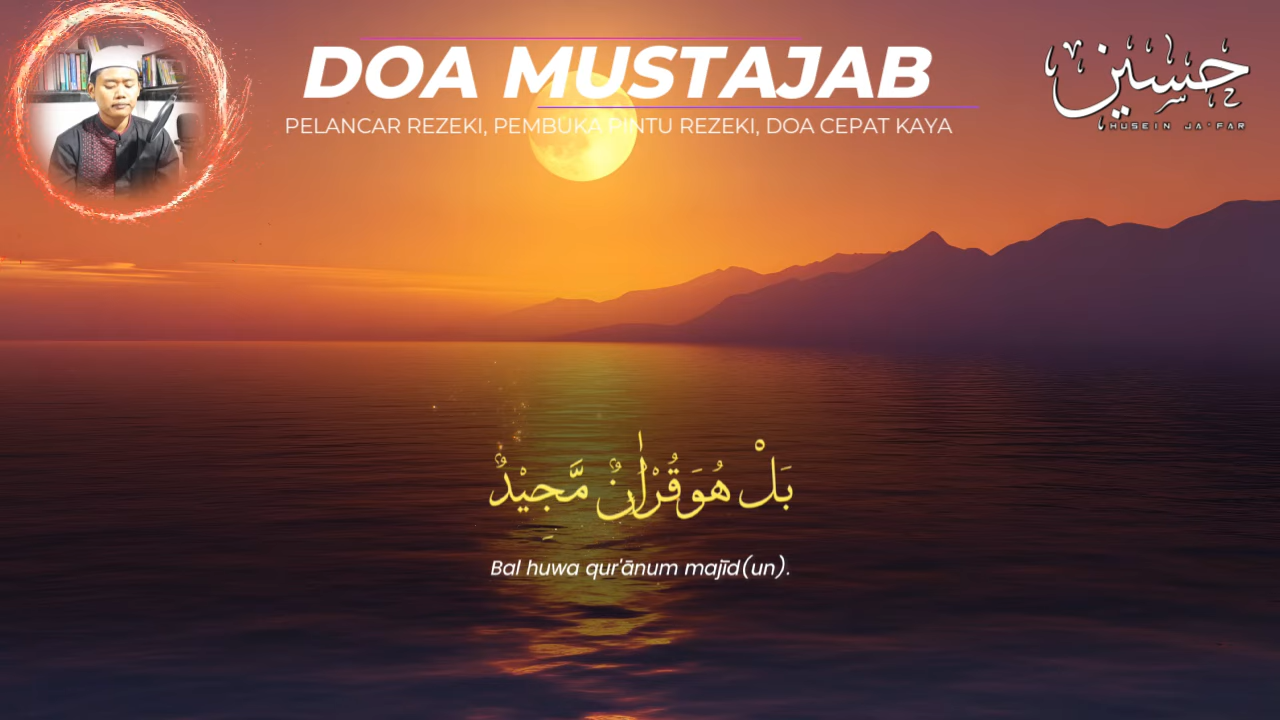 DOA MUSTAJAB
PELANCAR REZEKI, PEMBUKA PINTU REZEKI, DOA CEPAT KAYA
حسين
HUSEIN JA'FAR
بَلْ هُوَ قُرْاٰنٌ مَّجِيْدٌۙ
Bal huwa qur'ānum majīd(un).